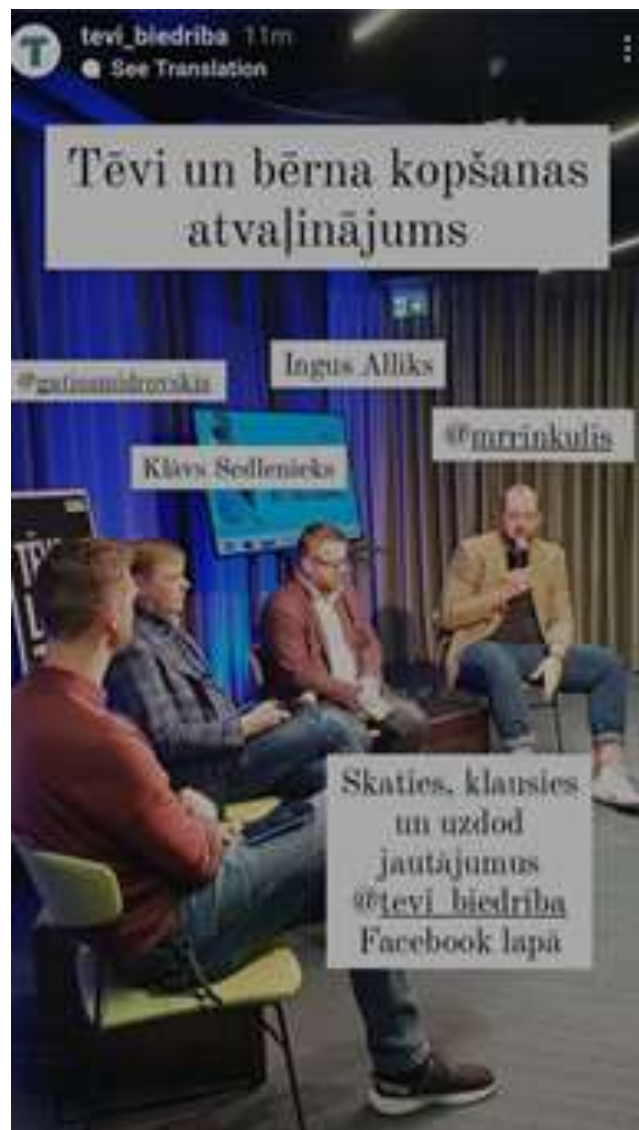 tevi_biedriba 11m
See Translation
Tēvi un bērna kopšanas
atvaļinājums
Ingus Alliks
@mrrinkulis
Klāvs Sedlenieks
Skaties, klausies
un uzdod
jautājumus
@tevi_biedriba
Facebook lapā